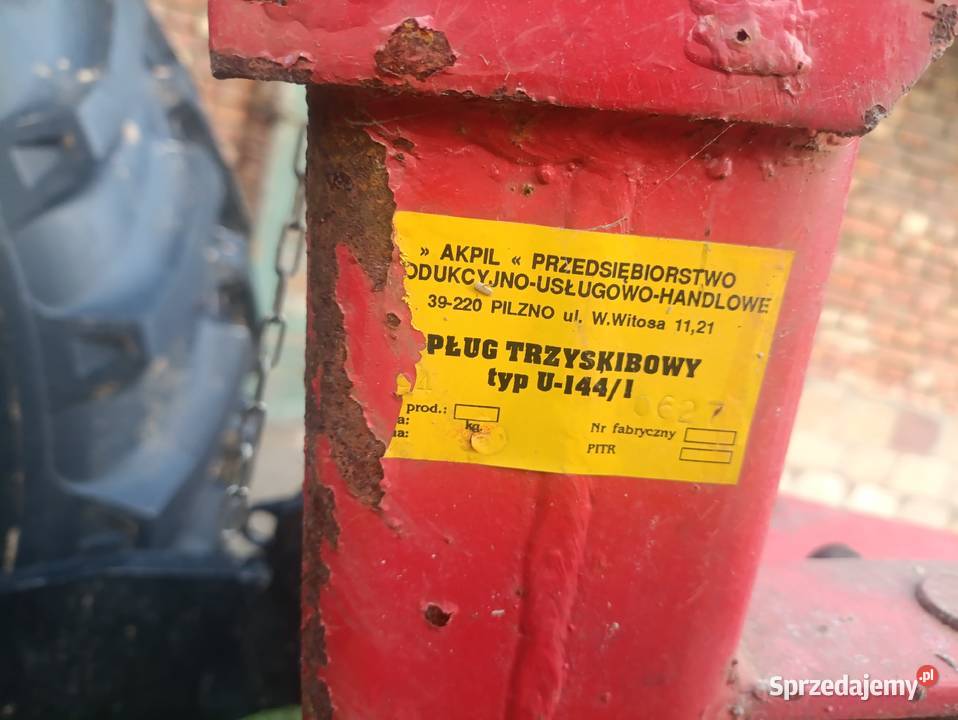 » AKPIL « PRZEDSIĘBIORSTWO
ODUKCYJNO-USŁUGOWO-HANDLOWE
39-220 PILZNO ul. W.Witosa 11,21
PŁUG TRZYSKIBOWY
typ U-144/1
0627
prod.:
a: kg
na:
Nr fabryczny
PITR
Sprzedajemy.pl